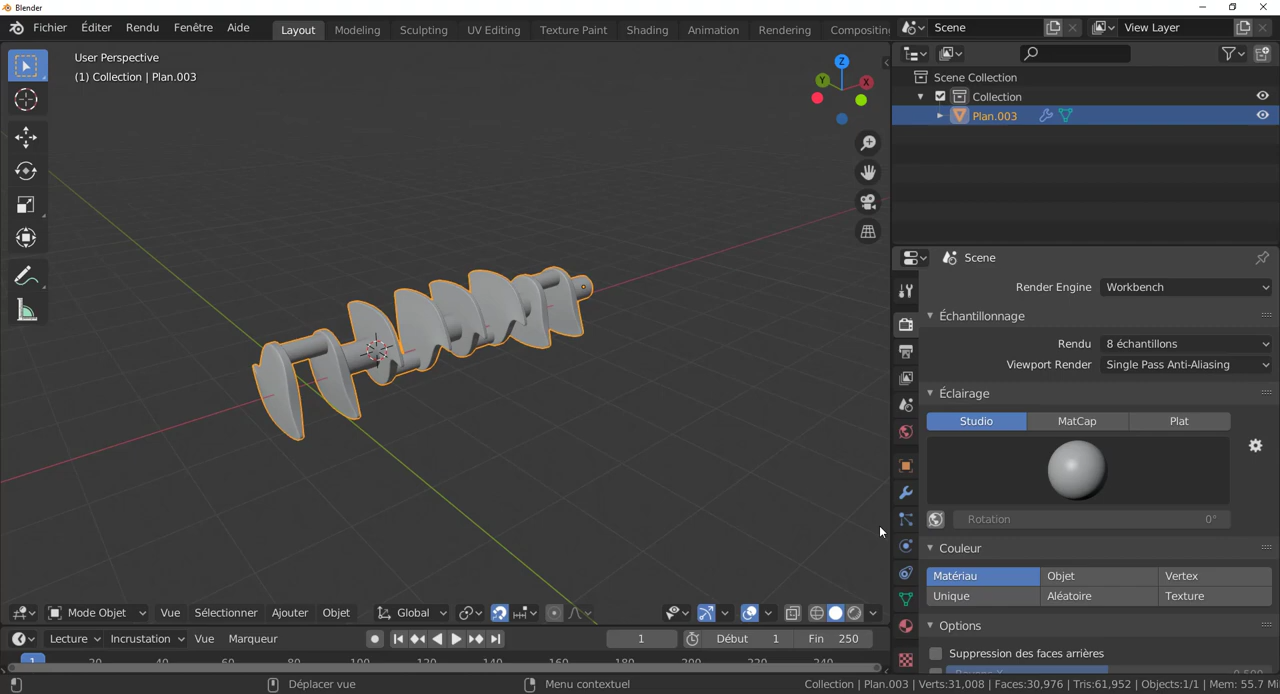 Blender
Fichier Éditer Rendu Fenêtre Aide Layout Modeling Sculpting UV Editing Texture Paint Shading Animation Rendering Compositing Scene View Layer
User Perspective
(1) Collection | Plan.003
Z
Y
X
Scene Collection
Collection
Plan.003
Scene
Render Engine Workbench
Échantillonnage
Rendu 8 échantillons
Viewport Render Single Pass Anti-Aliasing
Éclairage
Studio MatCap Plat
Rotation 0°
Couleur
Matériau Objet Vertex
Unique Aléatoire Texture
Options
Suppression des faces arrières
Mode Objet Vue Sélectionner Ajouter Objet Global
Lecture Incrustation Vue Marqueur 1 Début 1 Fin 250
1 20 40 60 80 100 120 140 160 180 200 220 240
Déplacer vue Menu contextuel Collection | Plan.003 | Verts:31,008 | Faces:30,976 | Tris:61,952 | Objects:1/1 | Mem: 55.7 Mi